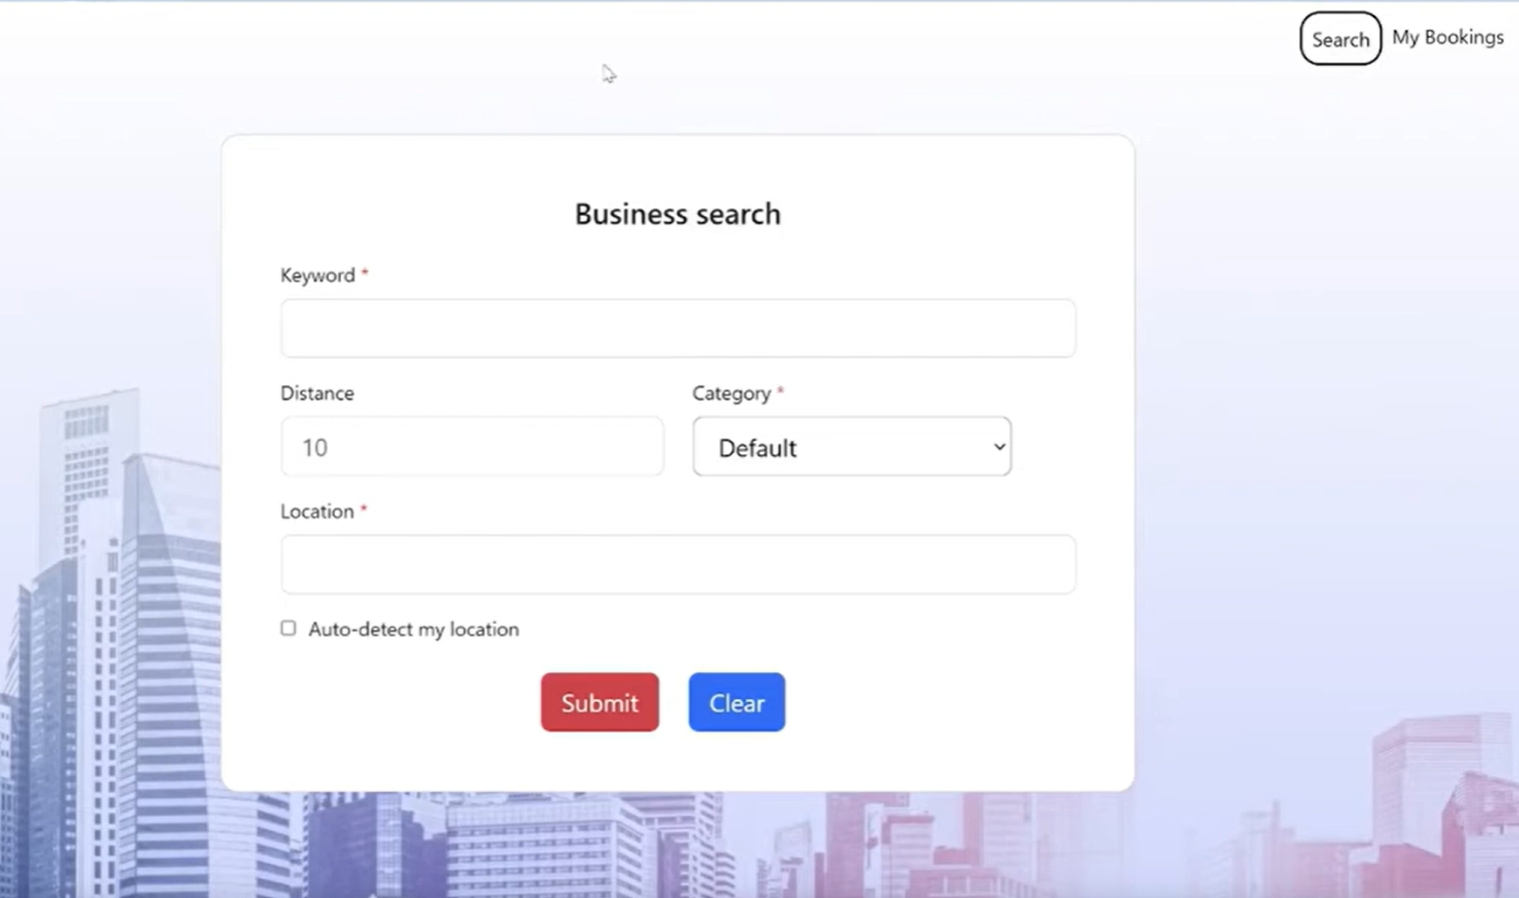 Search My Bookings
Business search
Keyword *
Distance Category *
10 Default
Location *
Auto-detect my location
Submit Clear